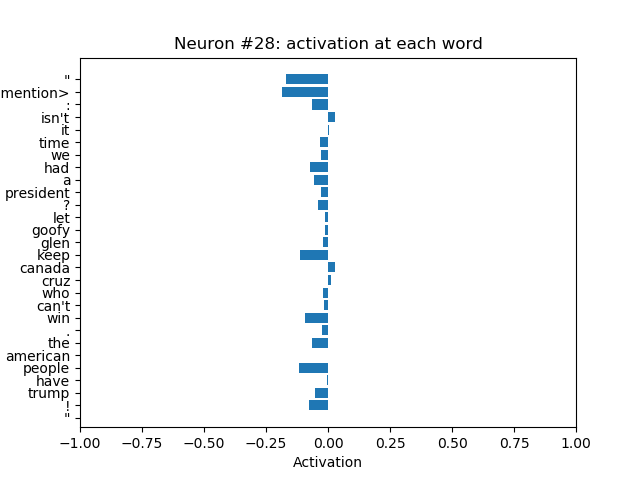 Neuron #28: activation at each word
"
mention>
.
isn't
it
time
we
had
a
president
?
let
goofy
glen
keep
canada
cruz
who
can't
win
.
the
american
people
have
trump
!
"
−1.00 −0.75 −0.50 −0.25 0.00 0.25 0.50 0.75 1.00
Activation